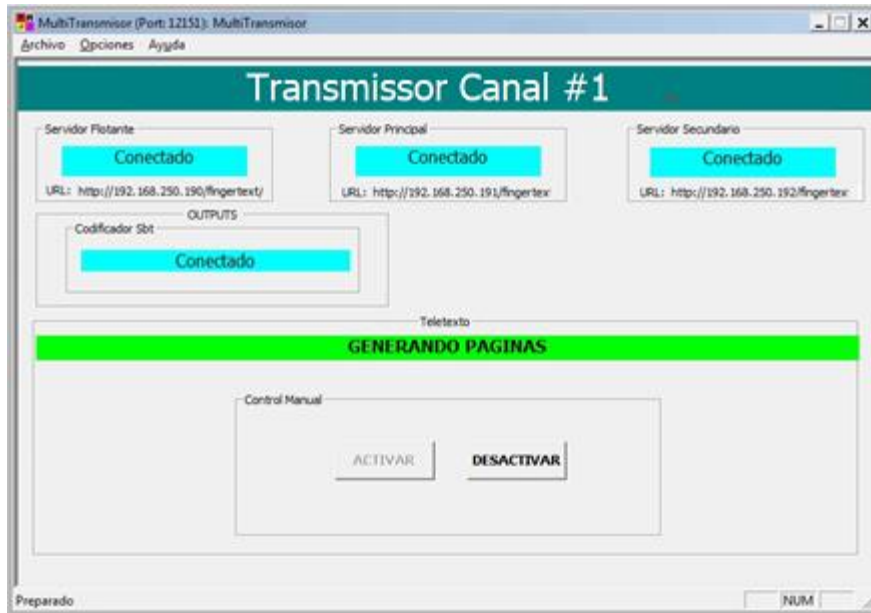 MultiTransmisor (Port: 12151): MultiTransmisor
Archivo Opciones Ayuda
Transmissor Canal #1
Servidor Flotante
Servidor Principal
Servidor Secundario
Conectado
Conectado
Conectado
URL: http://192.168.250.190/fingertext/
URL: http://192.168.250.191/fingertex
URL: http://192.168.250.192/fingertex
OUTPUTS
Codificador Sbt
Conectado
Teletexto
GENERANDO PAGINAS
Control Manual
ACTIVAR
DESACTIVAR
Preparado
NUM